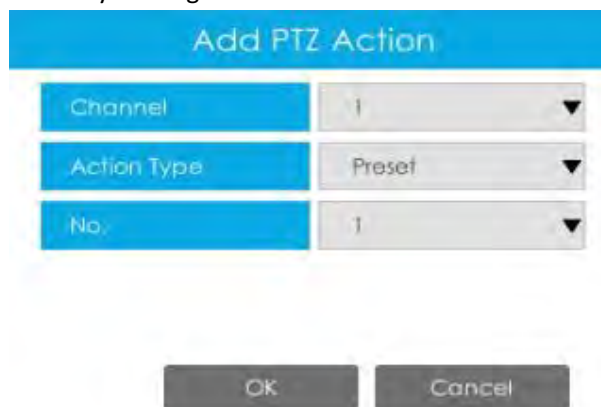 Add PTZ Action
Channel 1
Action Type Preset
No. 1
OK Cancel